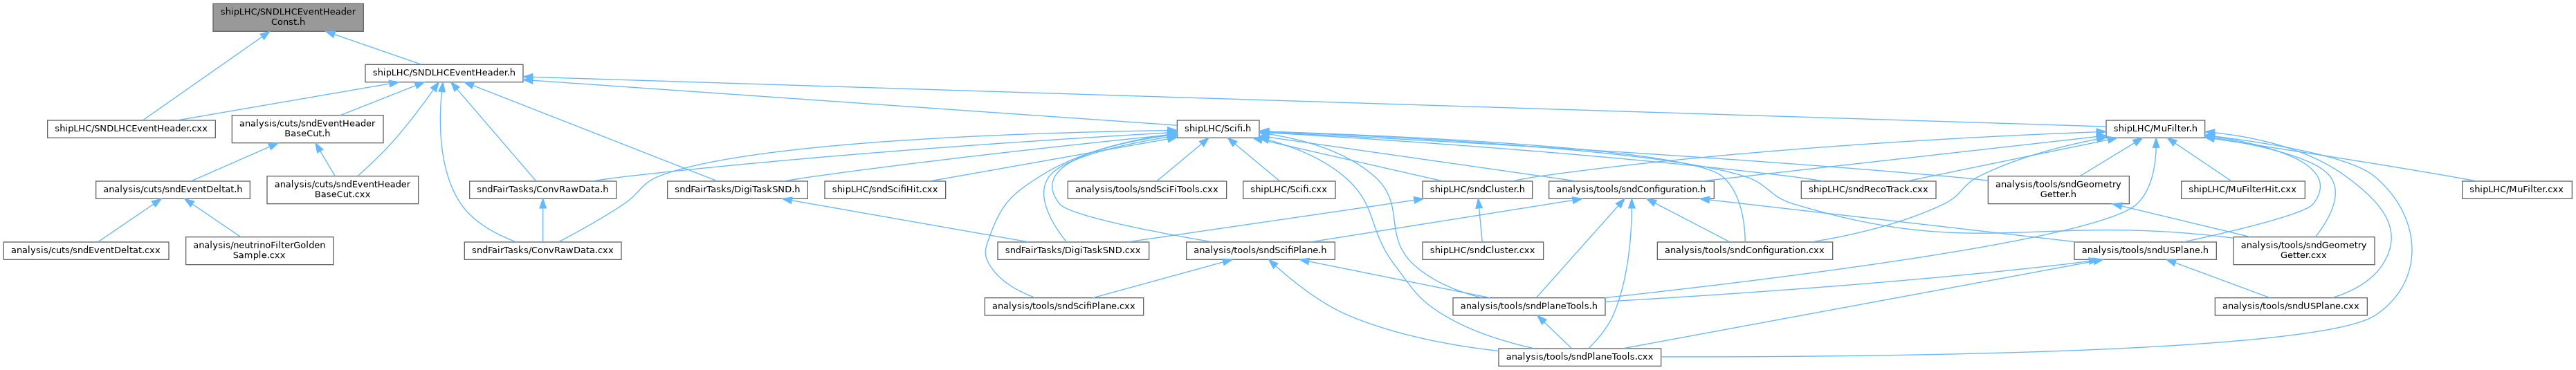 shipLHC/SNDLHCEventHeader
Const.h
shipLHC/SNDLHCEventHeader.h
shipLHC/SNDLHCEventHeader.cxx
analysis/cuts/sndEventHeader
BaseCut.h
shipLHC/Scifi.h
shipLHC/MuFilter.h
analysis/cuts/sndEventDeltat.h
analysis/cuts/sndEventHeader
BaseCut.cxx
sndFairTasks/ConvRawData.h
sndFairTasks/DigiTaskSND.h
shipLHC/sndScifiHit.cxx
analysis/tools/sndSciFiTools.cxx
shipLHC/Scifi.cxx
shipLHC/sndCluster.h
analysis/tools/sndConfiguration.h
shipLHC/sndRecoTrack.cxx
analysis/tools/sndGeometry
Getter.h
shipLHC/MuFilterHit.cxx
shipLHC/MuFilter.cxx
analysis/cuts/sndEventDeltat.cxx
analysis/neutrinoFilterGolden
Sample.cxx
sndFairTasks/ConvRawData.cxx
sndFairTasks/DigiTaskSND.cxx
analysis/tools/sndScifiPlane.h
shipLHC/sndCluster.cxx
analysis/tools/sndConfiguration.cxx
analysis/tools/sndUSPlane.h
analysis/tools/sndGeometry
Getter.cxx
analysis/tools/sndScifiPlane.cxx
analysis/tools/sndPlaneTools.h
analysis/tools/sndUSPlane.cxx
analysis/tools/sndPlaneTools.cxx